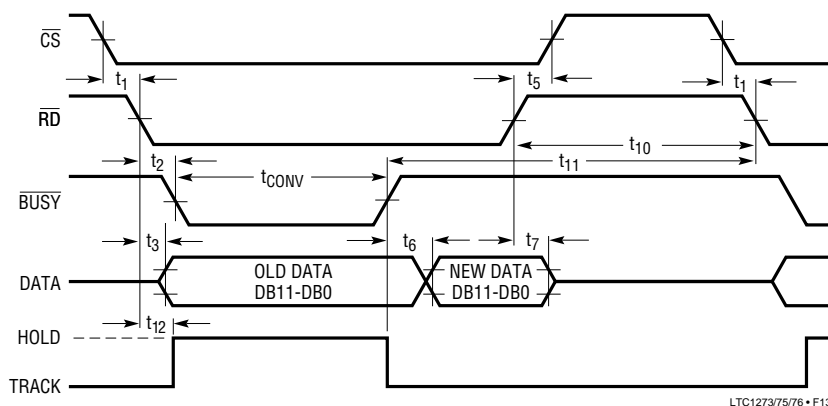 CS
t1
t5
t1
RD
t10
t2
tCONV
t11
BUSY
t3
t6
t7
DATA
OLD DATA
DB11-DB0
NEW DATA
DB11-DB0
t12
HOLD
TRACK
LTC1273/75/76 • F13